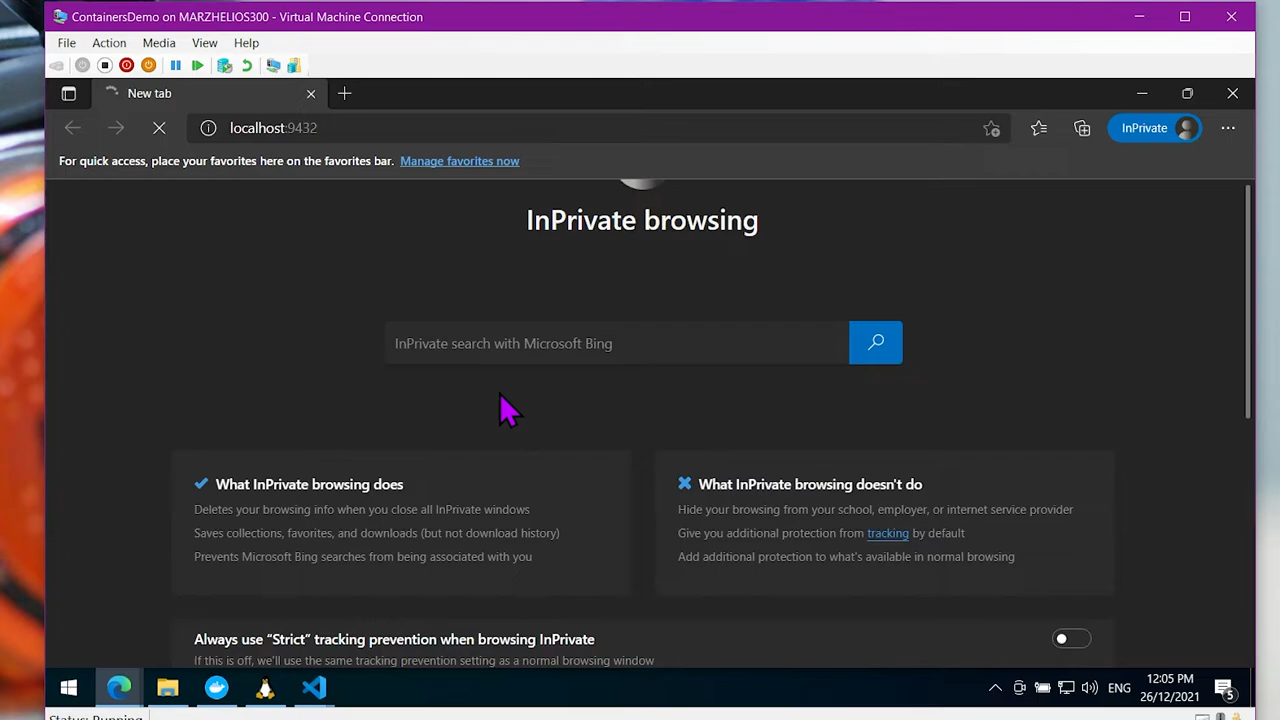 ContainersDemo on MARZHELIOS300 - Virtual Machine Connection
File Action Media View Help
New tab
localhost:9432
InPrivate
For quick access, place your favorites here on the favorites bar. Manage favorites now
InPrivate browsing
InPrivate search with Microsoft Bing
What InPrivate browsing does
Deletes your browsing info when you close all InPrivate windows
Saves collections, favorites, and downloads (but not download history)
Prevents Microsoft Bing searches from being associated with you
What InPrivate browsing doesn't do
Hide your browsing from your school, employer, or internet service provider
Give you additional protection from tracking by default
Add additional protection to what's available in normal browsing
Always use “Strict” tracking prevention when browsing InPrivate
If this is off, we'll use the same tracking prevention setting as a normal browsing window
ENG
12:05 PM
26/12/2021
5
Status: Running